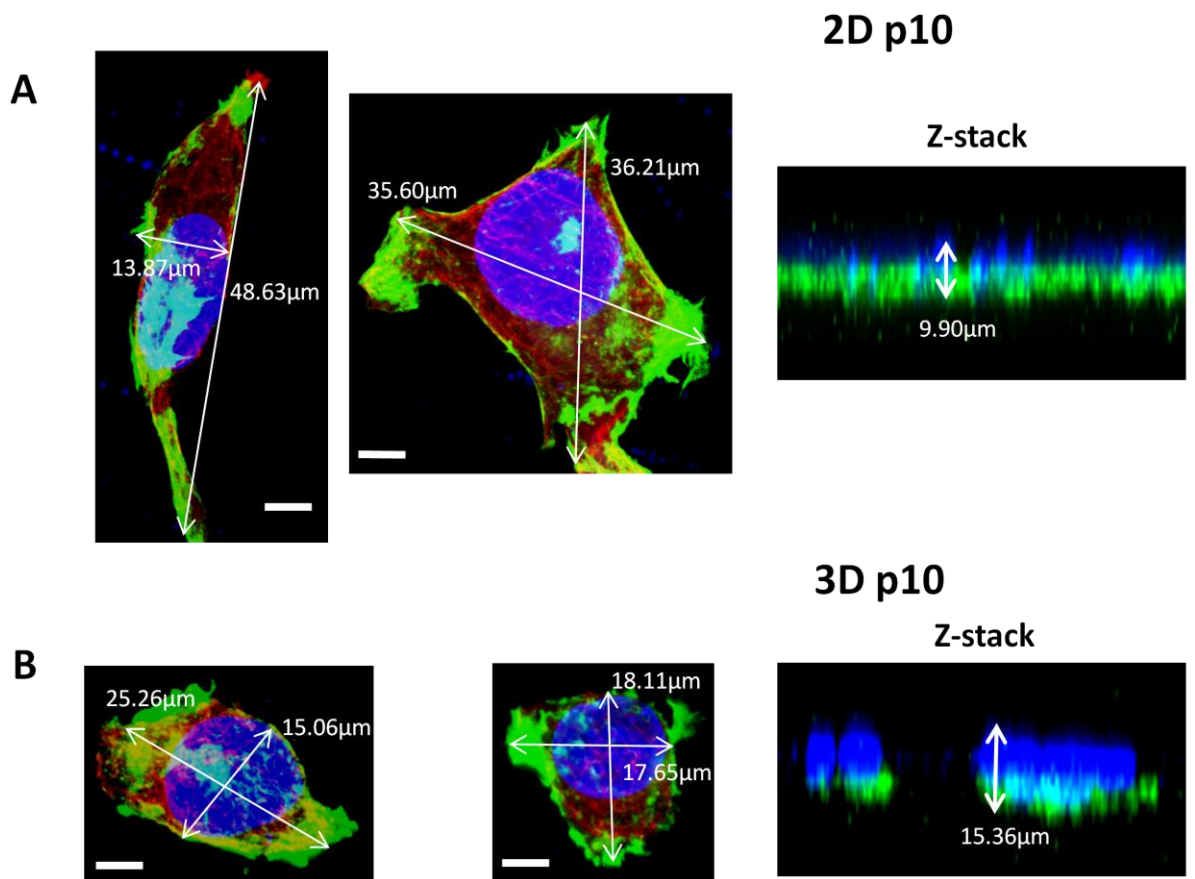 2D p10
A
Z-stack
13.87µm
48.63µm
35.60µm
36.21µm
9.90µm
3D p10
Z-stack
B
25.26µm
15.06µm
18.11µm
17.65µm
15.36µm